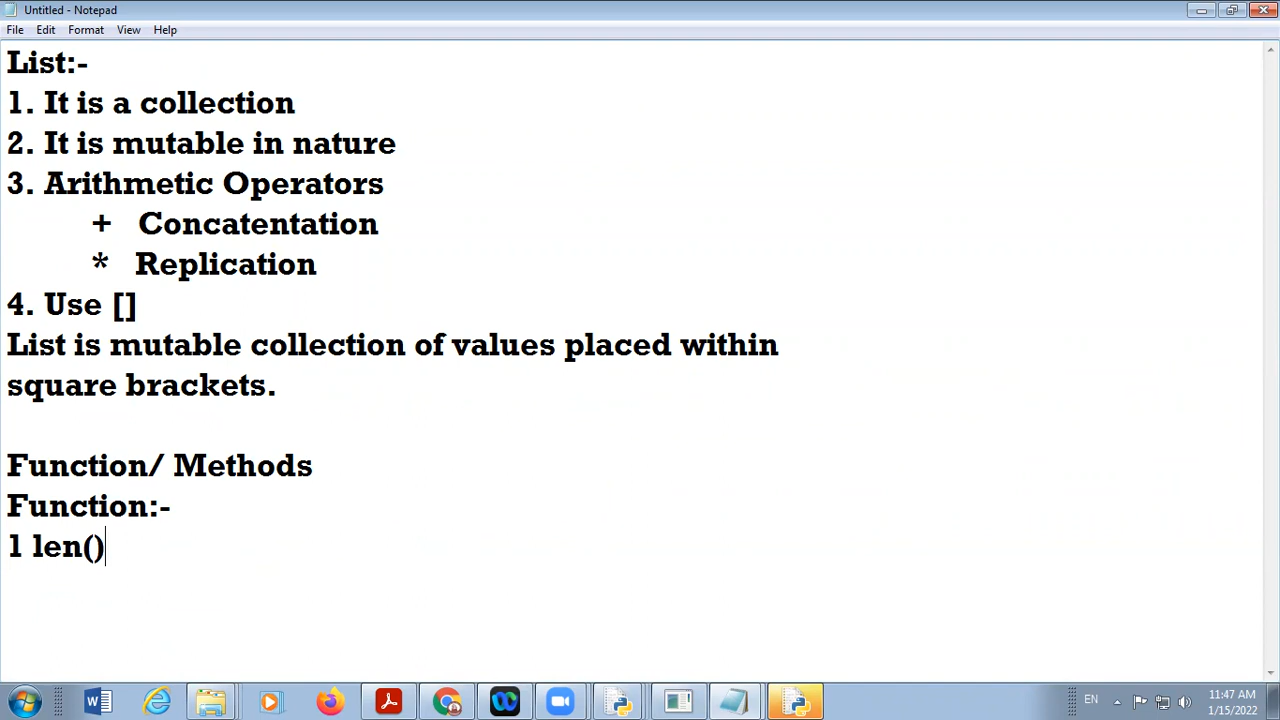 Untitled - Notepad
File Edit Format View Help
List:-
1. It is a collection
2. It is mutable in nature
3. Arithmetic Operators
+ Concatentation
* Replication
4. Use []
List is mutable collection of values placed within
square brackets.
Function/ Methods
Function:-
1 len()
EN
11:47 AM
1/15/2022